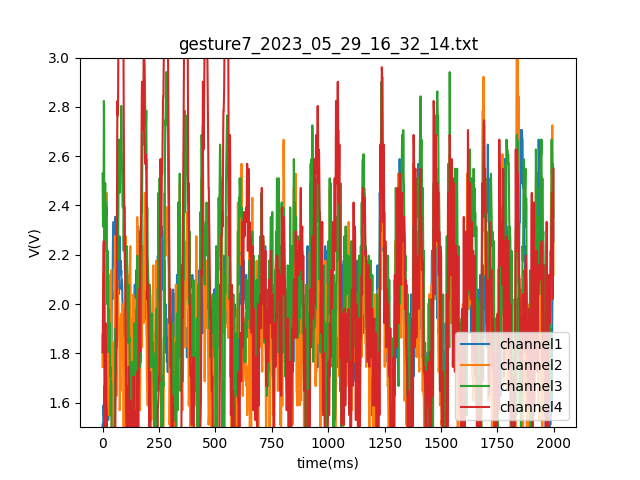 gesture7_2023_05_29_16_32_14.txt
3.0
2.8
2.6
2.4
2.2
2.0
1.8
1.6
V(V)
channel1
channel2
channel3
channel4
0 250 500 750 1000 1250 1500 1750 2000
time(ms)